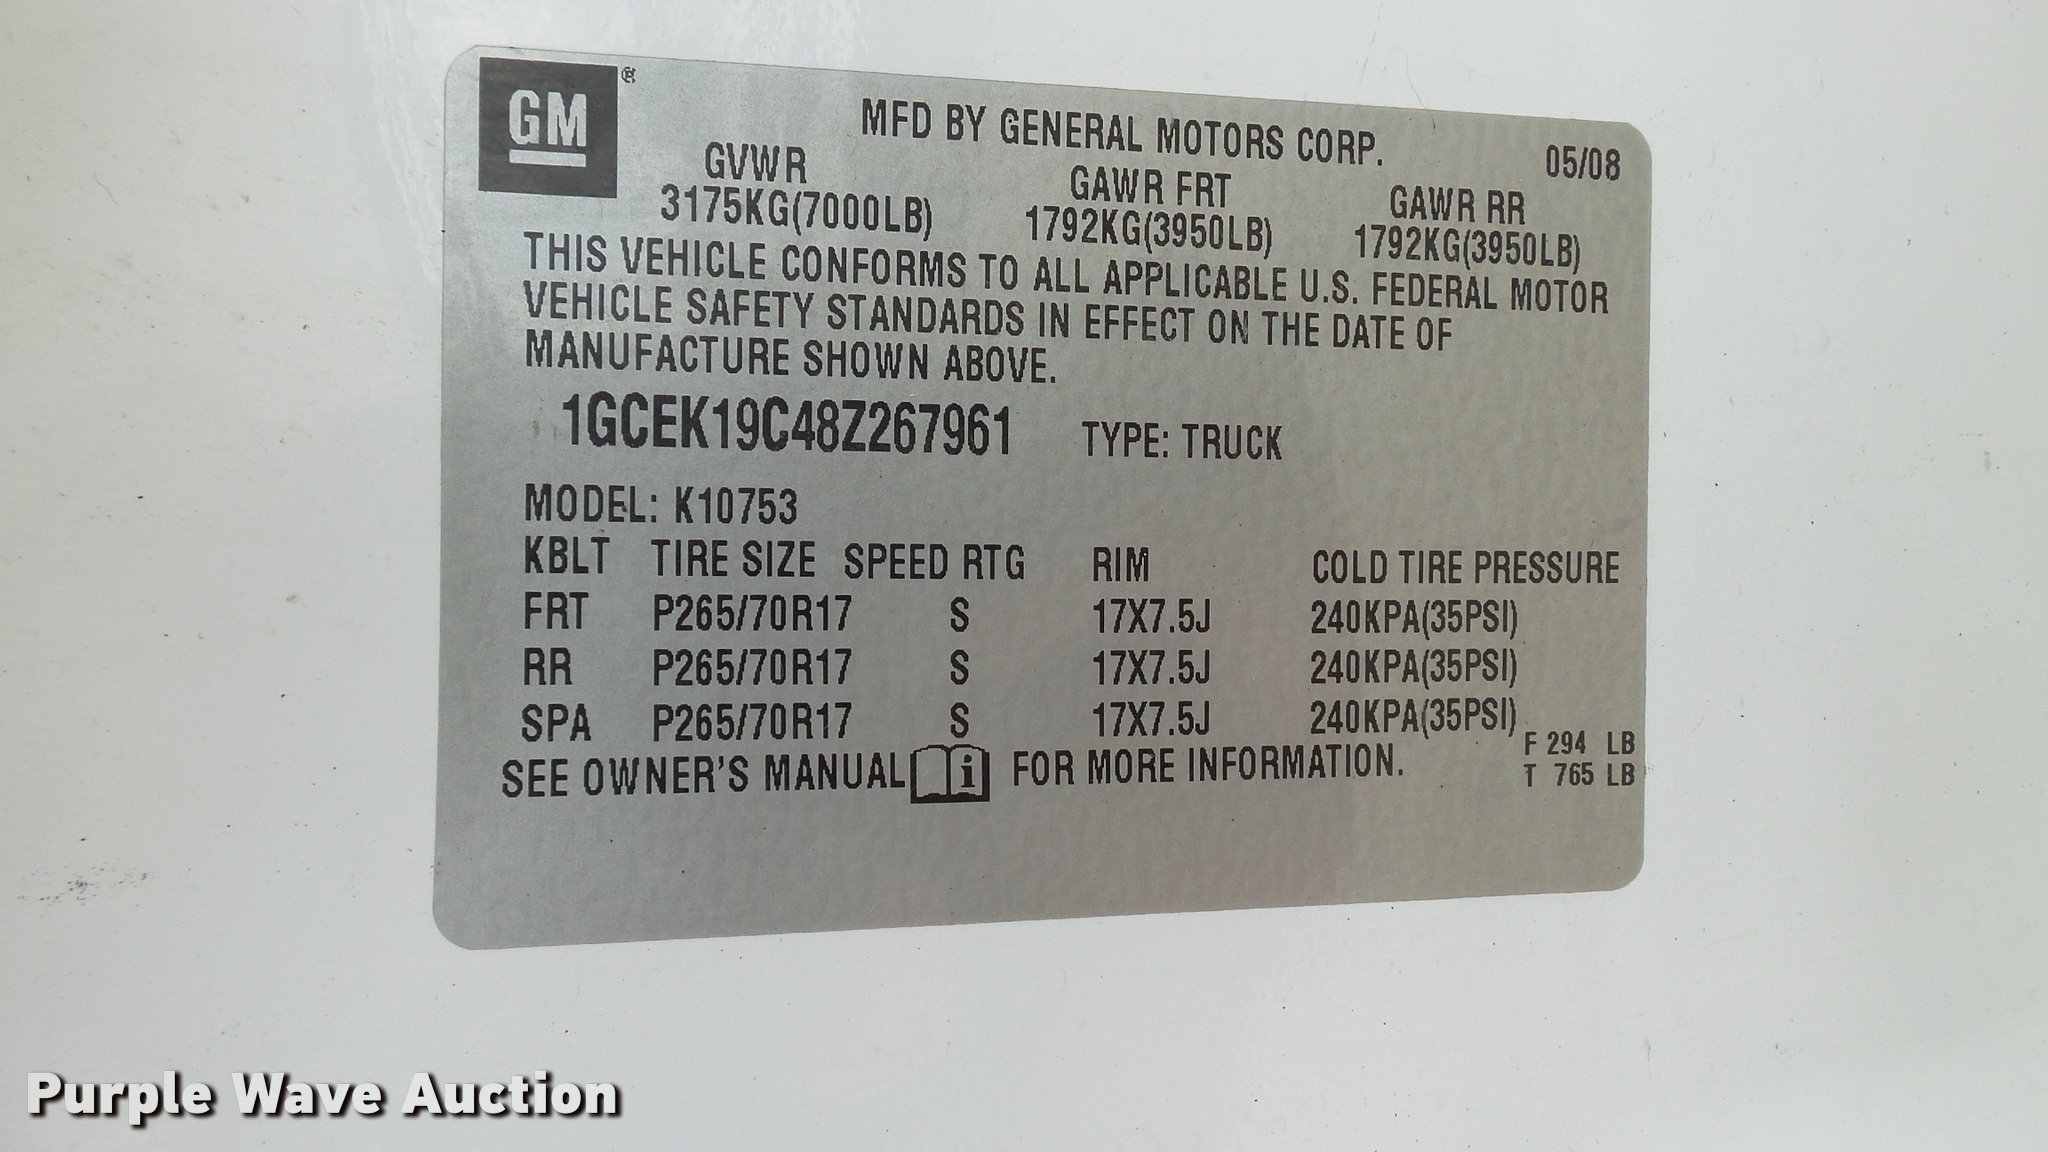 GM®
MFD BY GENERAL MOTORS CORP. 05/08
GVWR GAWR FRT GAWR RR
3175KG(7000LB) 1792KG(3950LB) 1792KG(3950LB)
THIS VEHICLE CONFORMS TO ALL APPLICABLE U.S. FEDERAL MOTOR
VEHICLE SAFETY STANDARDS IN EFFECT ON THE DATE OF
MANUFACTURE SHOWN ABOVE.
1GCEK19C48Z267961 TYPE: TRUCK
MODEL: K10753
KBLT TIRE SIZE SPEED RTG RIM COLD TIRE PRESSURE
FRT P265/70R17 S 17X7.5J 240KPA(35PSI)
RR P265/70R17 S 17X7.5J 240KPA(35PSI)
SPA P265/70R17 S 17X7.5J 240KPA(35PSI)
F 294 LB
T 765 LB
SEE OWNER'S MANUAL i FOR MORE INFORMATION.
Purple Wave Auction